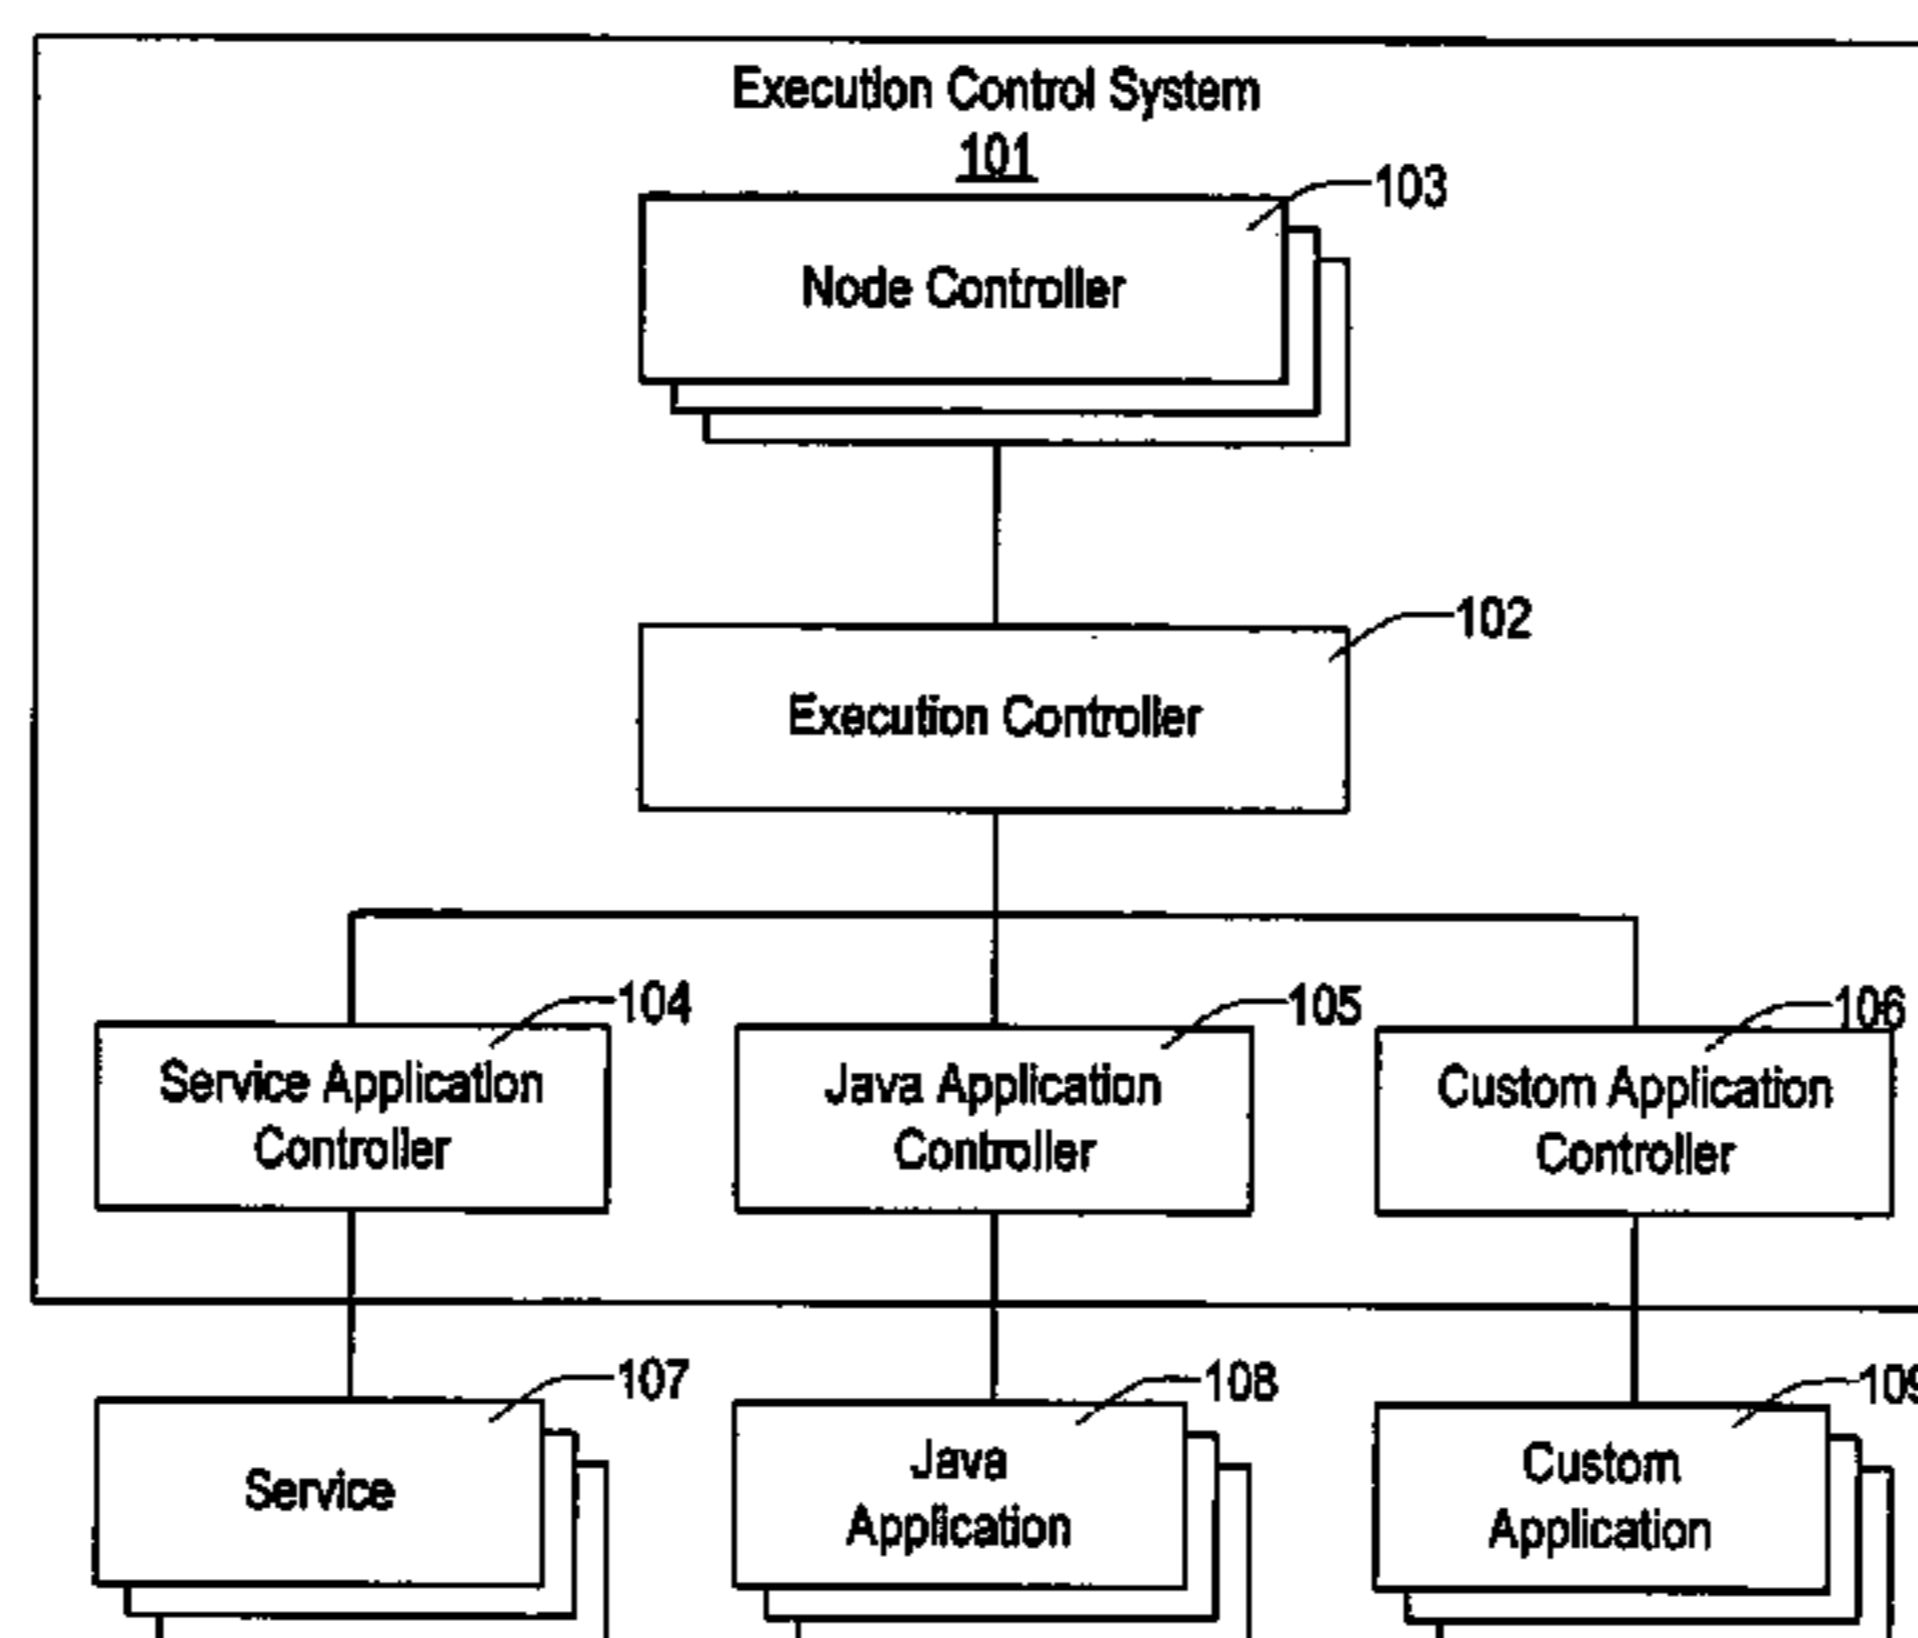 Execution Control System
101
103
Node Controller
102
Execution Controller
104
105
106
Service Application
Controller
Java Application
Controller
Custom Application
Controller
107
108
109
Service
Java
Application
Custom
Application